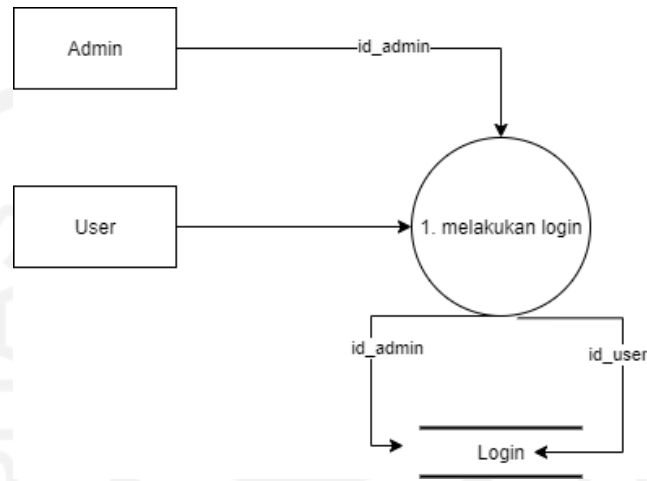 Admin
id_admin
User
1. melakukan login
id_admin
id_user
Login